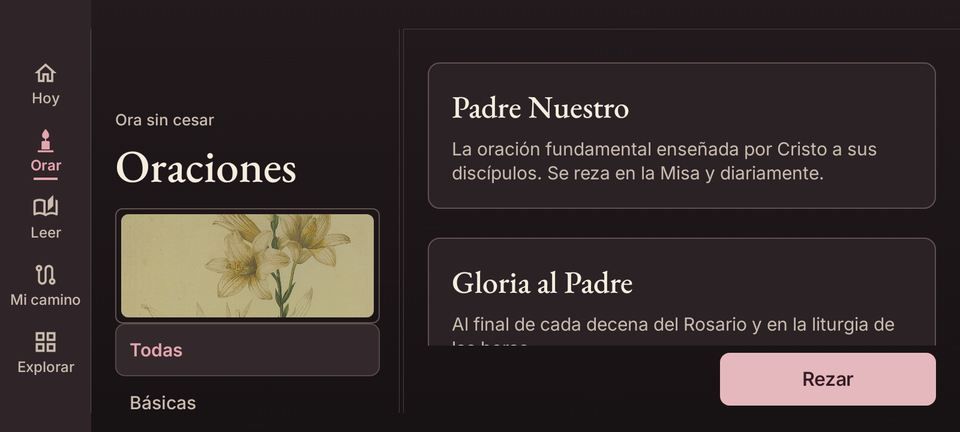 Hoy
Orar
Leer
Mi camino
Explorar
Ora sin cesar
Oraciones
Todas
Básicas
Padre Nuestro
La oración fundamental enseñada por Cristo a sus
discípulos. Se reza en la Misa y diariamente.
Gloria al Padre
Al final de cada decena del Rosario y en la liturgia de
Rezar